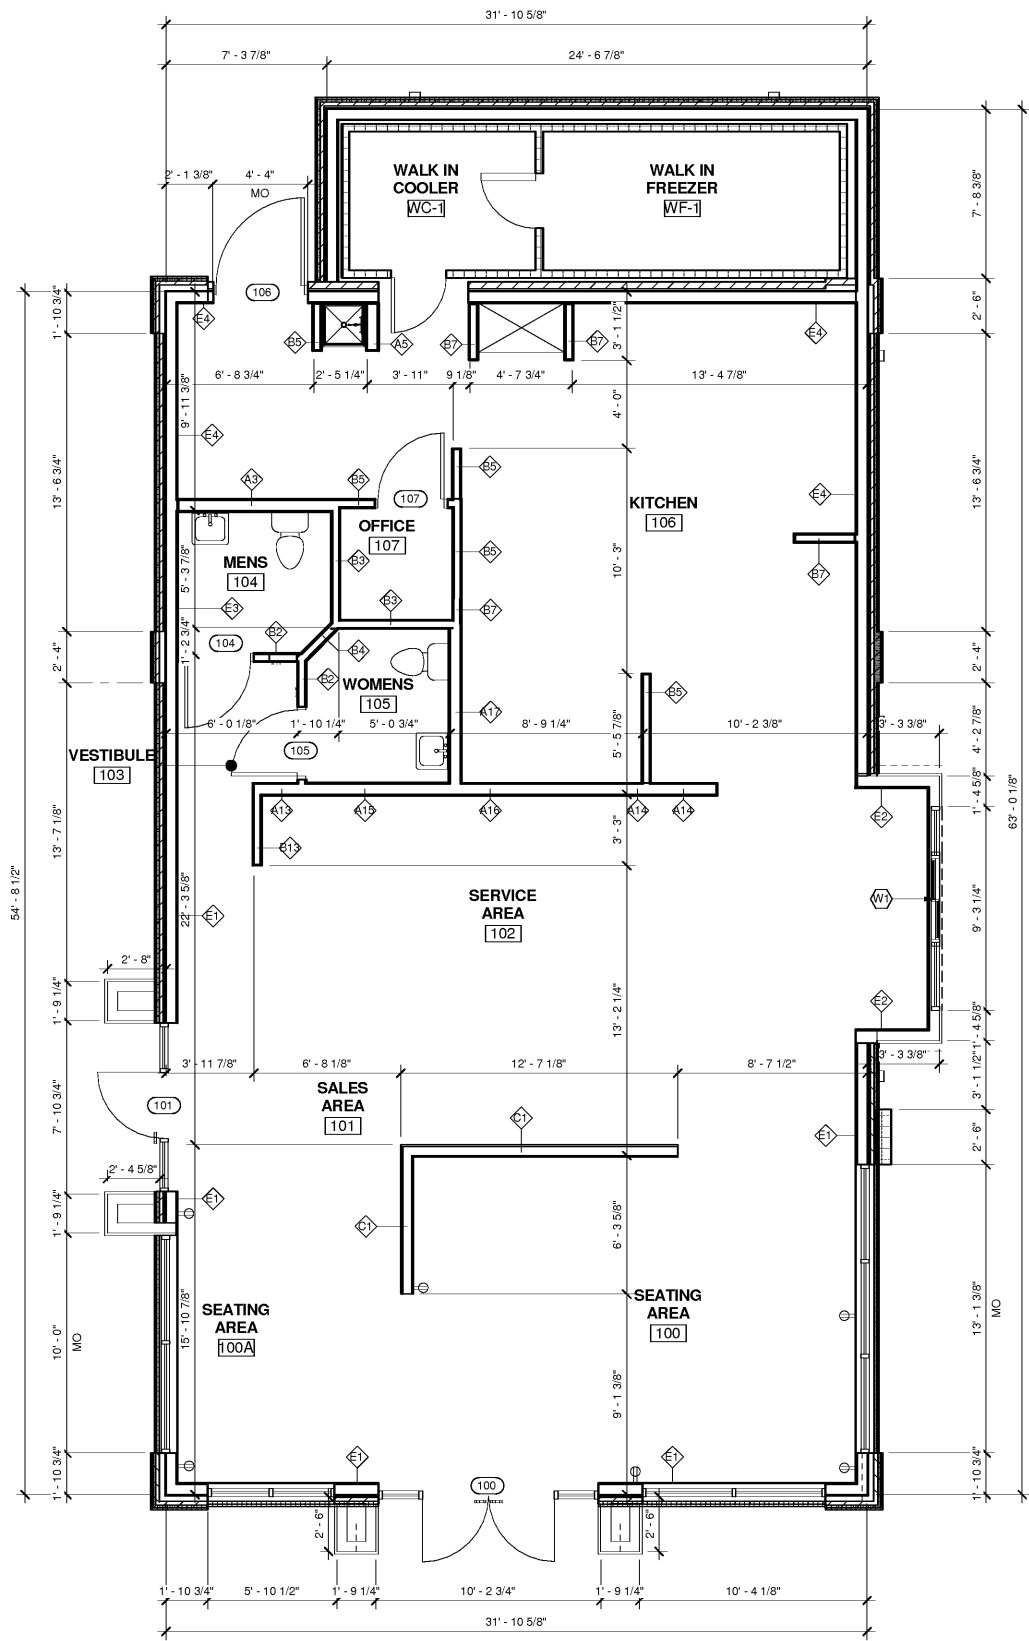 31' - 10 5/8"
7' - 3 7/8"
24' - 6 7/8"
2' - 1 3/8"
4' - 4"
MO
WALK IN
COOLER
WC-1
WALK IN
FREEZER
WF-1
7' - 8 3/8"
106
1' - 10 3/4"
E4
B5
A5
B7
B7
3' - 1 1/2"
E4
2' - 6"
6' - 8 3/4"
2' - 5 1/4"
3' - 11"
9 1/8"
4' - 7 3/4"
13' - 4 7/8"
9' - 11 3/8"
4' - 0"
E4
13' - 6 3/4"
A3
B5
107
B5
E4
13' - 6 3/4"
OFFICE
107
KITCHEN
106
MENS
104
B3
B5
10' - 3"
B7
5' - 3 7/8"
E3
B3
B7
104
B2
1' - 2 3/4"
B4
2' - 4"
2' - 4"
B2
WOMENS
105
B5
A17
6' - 0 1/8"
1' - 10 1/4"
5' - 0 3/4"
8' - 9 1/4"
5' - 5 7/8"
10' - 2 3/8"
3' - 3 3/8"
4' - 2 7/8"
VESTIBULE
103
105
1' - 4 5/8"
63' - 0 1/8"
13' - 7 1/8"
A13
A15
A16
A14
A14
E2
3' - 3"
B13
54' - 8 1/2"
22' - 3 5/8"
E1
SERVICE
AREA
102
W1
9' - 3 1/4"
2' - 8"
1' - 9 1/4"
13' - 2 1/4"
E2
1' - 4 5/8"
3' - 11 7/8"
6' - 8 1/8"
12' - 7 1/8"
8' - 7 1/2"
3' - 3 3/8"
3' - 1 1/2"
7' - 10 3/4"
101
SALES
AREA
101
C1
E1
2' - 6"
2' - 4 5/8"
1' - 9 1/4"
E1
C1
6' - 3 5/8"
SEATING
AREA
100A
SEATING
AREA
100
15' - 10 7/8"
10' - 0"
MO
13' - 1 3/8"
MO
9' - 1 3/8"
E1
E1
1' - 10 3/4"
100
1' - 10 3/4"
2' - 6"
2' - 6"
1' - 10 3/4"
5' - 10 1/2"
1' - 9 1/4"
10' - 2 3/4"
1' - 9 1/4"
10' - 4 1/8"
31' - 10 5/8"